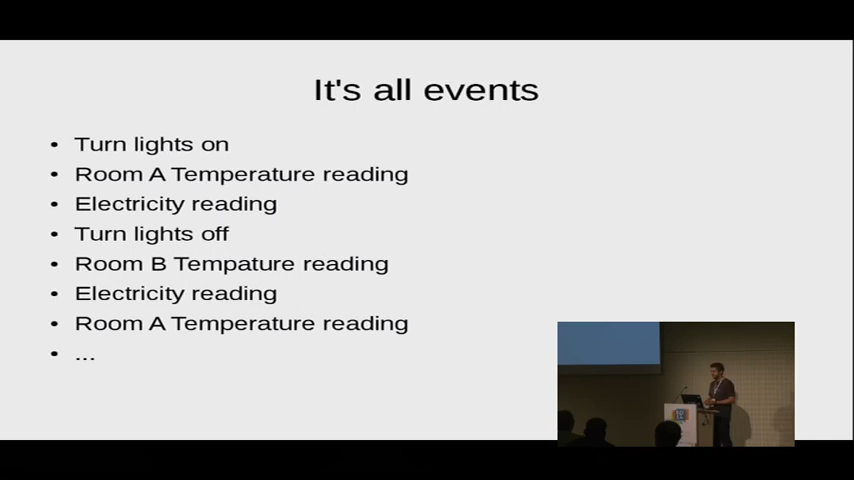 It's all events
• Turn lights on
• Room A Temperature reading
• Electricity reading
• Turn lights off
• Room B Tempature reading
• Electricity reading
• Room A Temperature reading
• ...